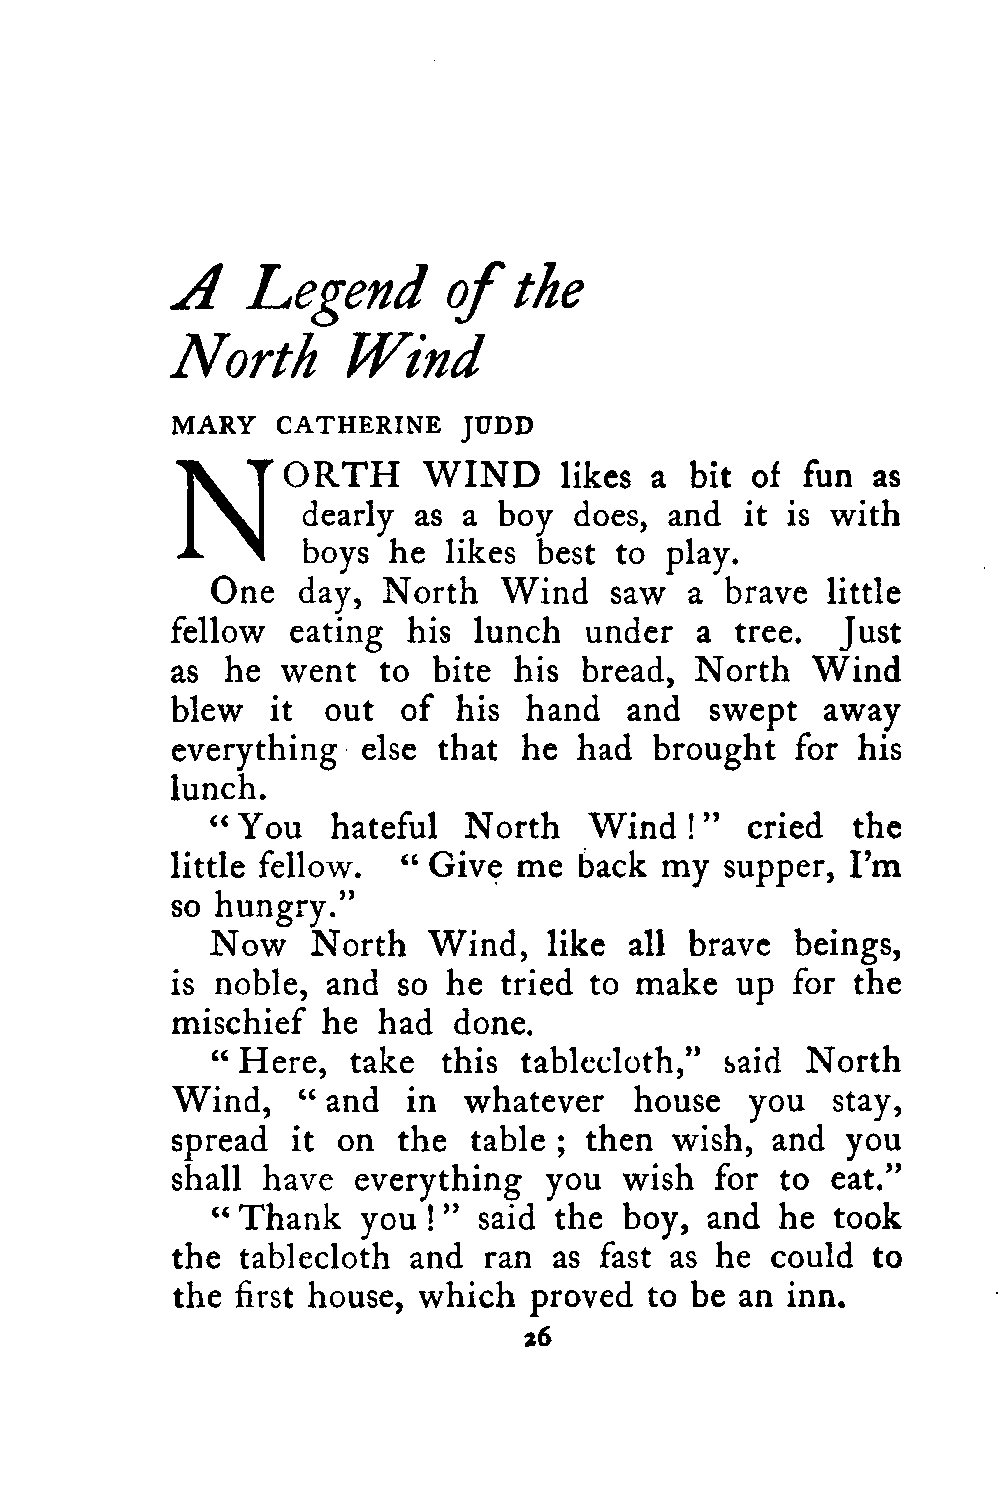 A Legend of the
North Wind
MARY CATHERINE JUDD
NORTH WIND likes a bit of fun as
dearly as a boy does, and it is with
boys he likes best to play.
One day, North Wind saw a brave little
fellow eating his lunch under a tree. Just
as he went to bite his bread, North Wind
blew it out of his hand and swept away
everything else that he had brought for his
lunch.
“You hateful North Wind!” cried the
little fellow. “Give me back my supper, I’m
so hungry.”
Now North Wind, like all brave beings,
is noble, and so he tried to make up for the
mischief he had done.
“Here, take this tablecloth,” said North
Wind, “and in whatever house you stay,
spread it on the table; then wish, and you
shall have everything you wish for to eat.”
“Thank you!” said the boy, and he took
the tablecloth and ran as fast as he could to
the first house, which proved to be an inn.
26